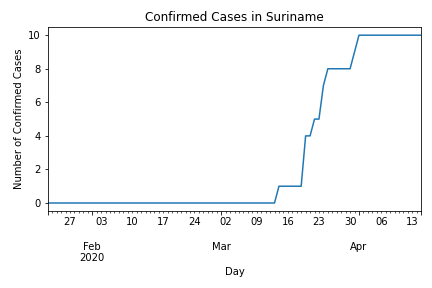 Confirmed Cases in Suriname
Number of Confirmed Cases
10
8
6
4
2
0
27 03 10 17 24 02 09 16 23 30 06 13
Feb Mar Apr
2020
Day